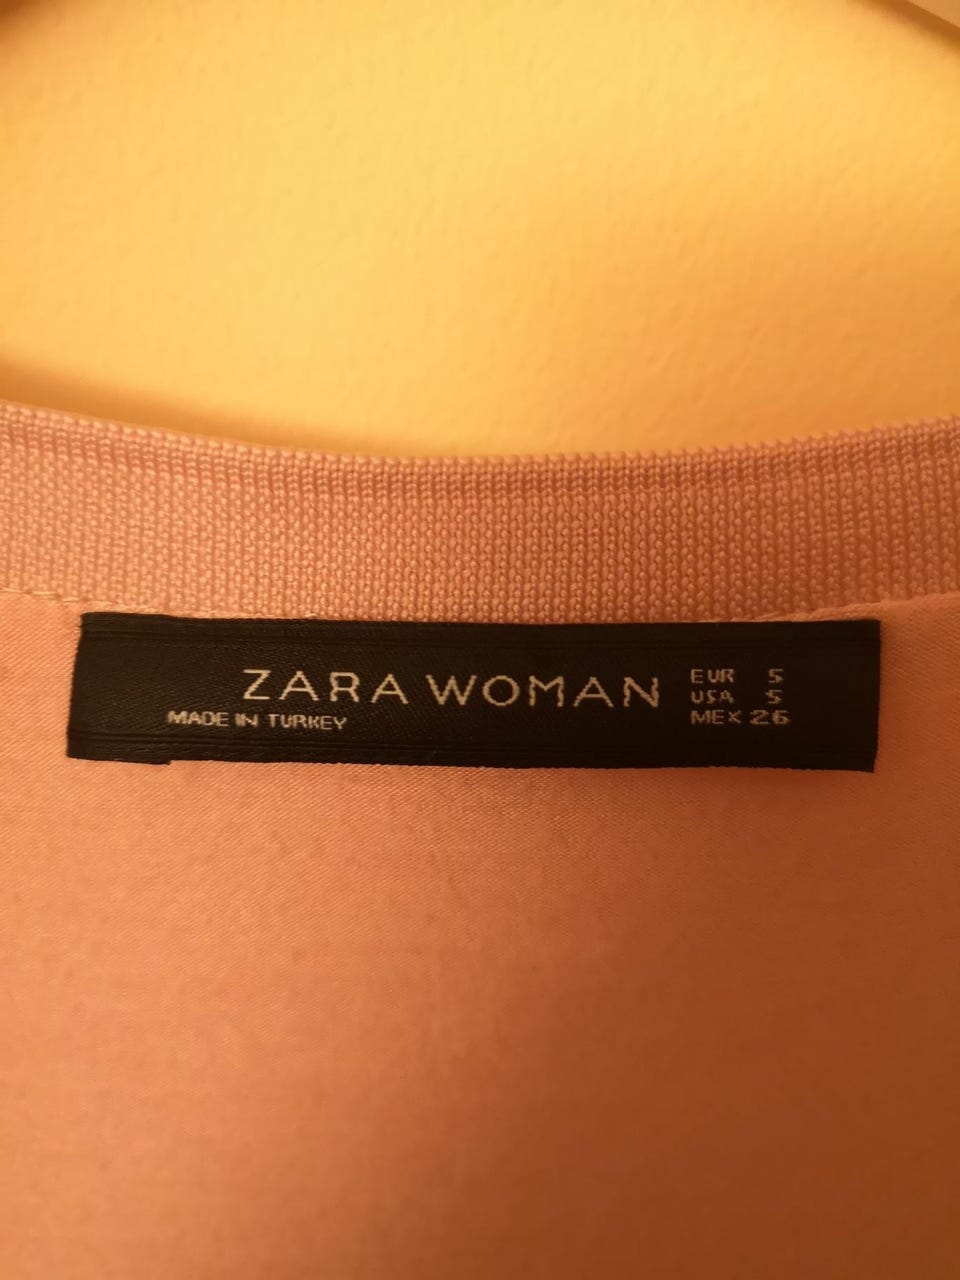 ZARA WOMAN
MADE IN TURKEY
EUR S
USA S
MEX 26